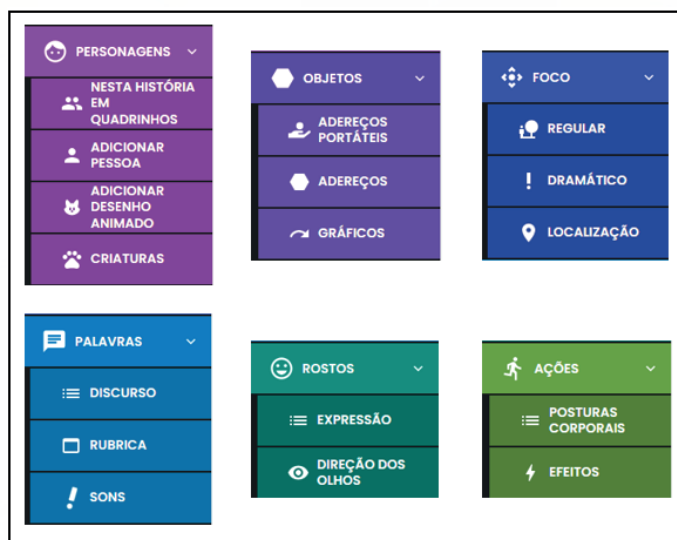 PERSONAGENS
NESTA HISTÓRIA
EM
QUADRINHOS
ADICIONAR
PESSOA
ADICIONAR
DESENHO
ANIMADO
CRIATURAS
OBJETOS
ADEREÇOS
PORTÁTEIS
ADEREÇOS
GRÁFICOS
FOCO
REGULAR
DRAMÁTICO
LOCALIZAÇÃO
PALAVRAS
DISCURSO
RUBRICA
SONS
ROSTOS
EXPRESSÃO
DIREÇÃO DOS
OLHOS
AÇÕES
POSTURAS
CORPORAIS
EFEITOS